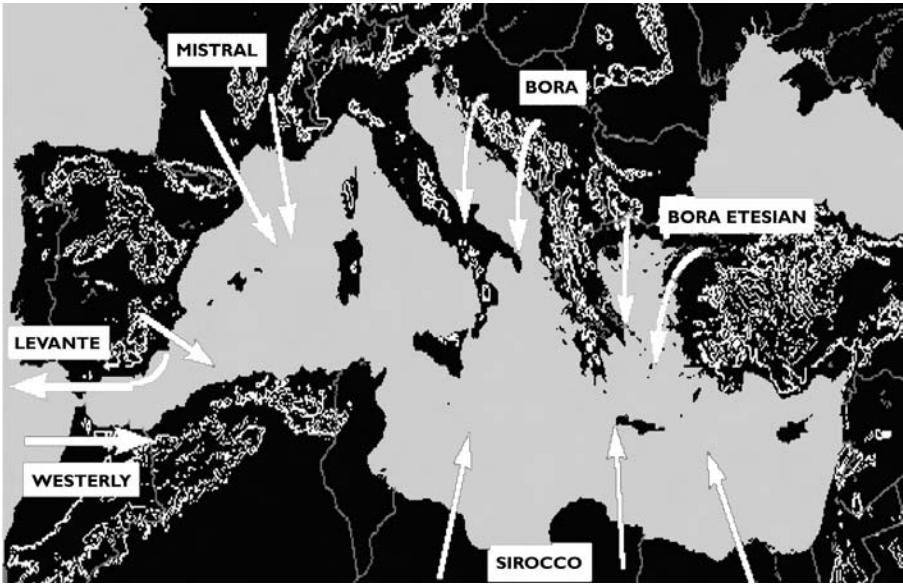 MISTRAL
BORA
BORA ETESIAN
LEVANTE
WESTERLY
SIROCCO